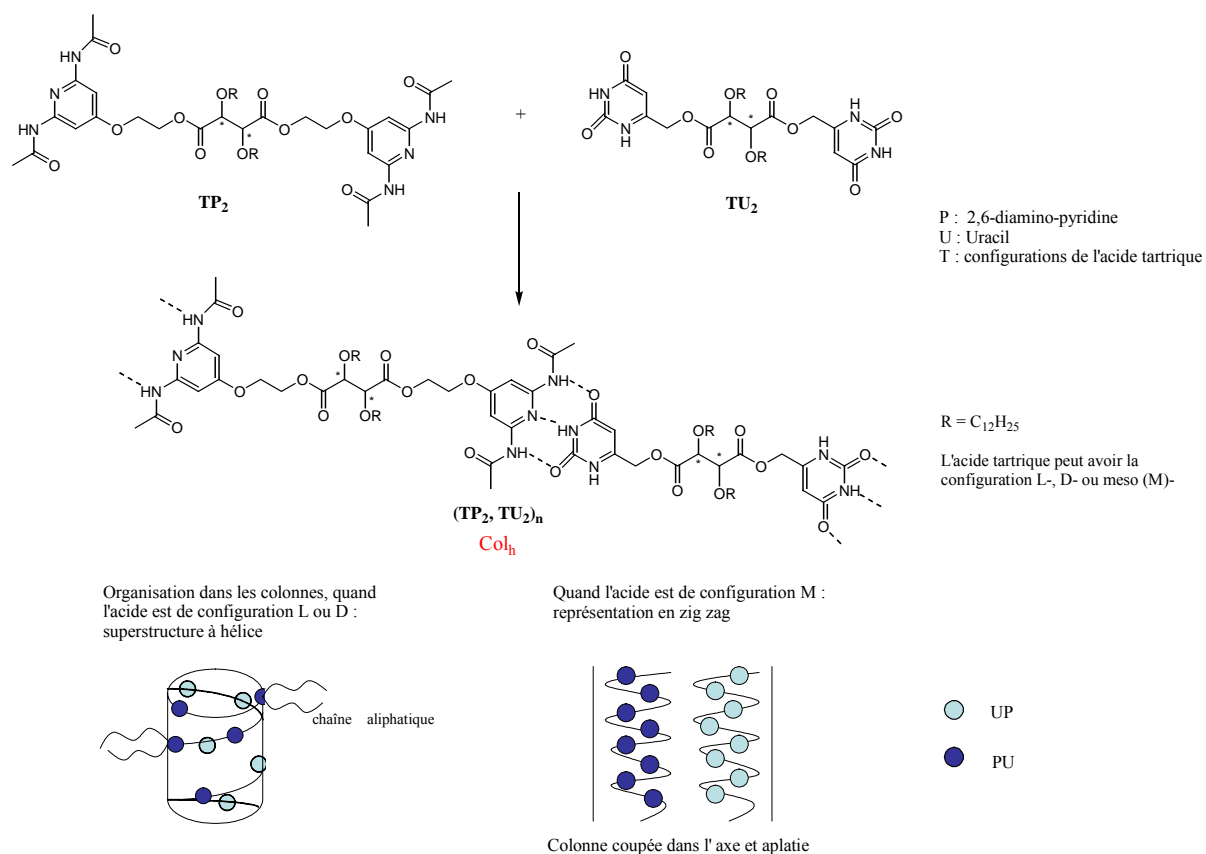 TP2
+
TU2
P : 2,6-diamino-pyridine
U : Uracil
T : configurations de l'acide tartrique
(TP2, TU2)n
Colh
R = C12H25
L'acide tartrique peut avoir la
configuration L-, D- ou meso (M)-
Organisation dans les colonnes, quand
l'acide est de configuration L ou D :
superstructure à hélice
Quand l'acide est de configuration M :
représentation en zig zag
chaîne aliphatique
UP
PU
Colonne coupée dans l' axe et aplatie